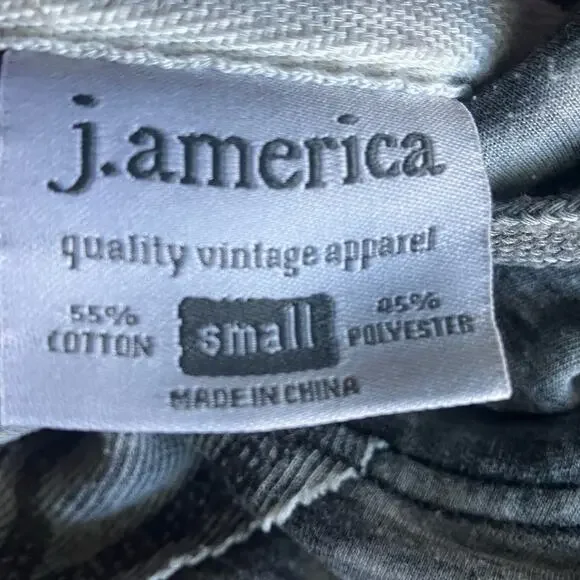 j.america
quality vintage apparel
55% small 45%
COTTON POLYESTER
MADE IN CHINA